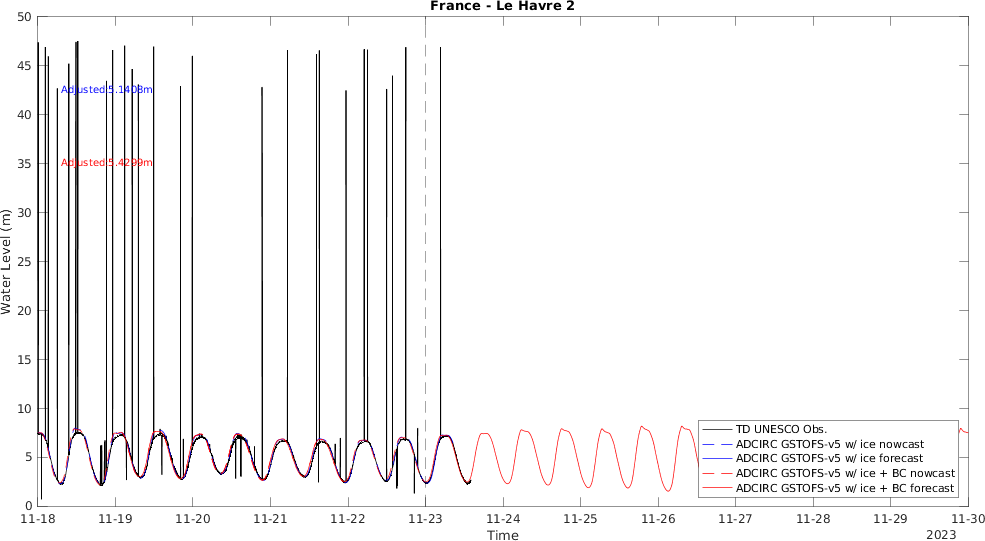 France - Le Havre 2
50
45
40
35
30
25
20
15
10
5
0
Water Level (m)
Adjusted 5.1408m
Adjusted 5.4299m
TD UNESCO Obs.
ADCIRC GSTOFS-v5 w/ ice nowcast
ADCIRC GSTOFS-v5 w/ ice forecast
ADCIRC GSTOFS-v5 w/ ice + BC nowcast
ADCIRC GSTOFS-v5 w/ ice + BC forecast
11-18 11-19 11-20 11-21 11-22 11-23 11-24 11-25 11-26 11-27 11-28 11-29 11-30
Time
2023